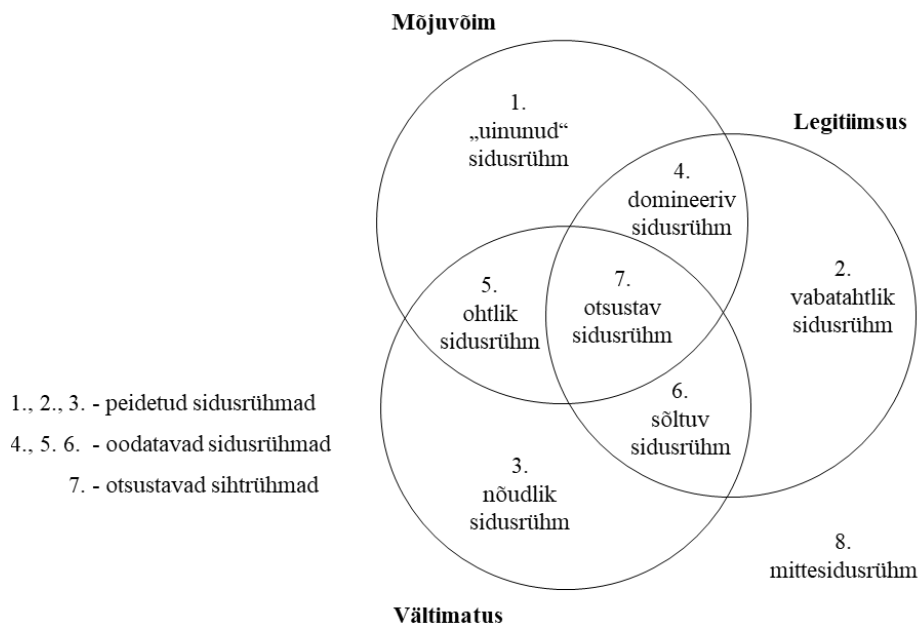 Mõjuvõim
1.
„uinunud“
sidusrühm
Legitiimsus
4.
domineeriv
sidusrühm
2.
vabatahtlik
sidusrühm
5.
ohtlik
sidusrühm
7.
otsustav
sidusrühm
6.
sõltuv
sidusrühm
3.
nõudlik
sidusrühm
1., 2., 3. - peidetud sidusrühmad
4., 5. 6. - oodatavad sidusrühmad
7. - otsustavad sihtrühmad
8.
mittesidusrühm
Vältimatus